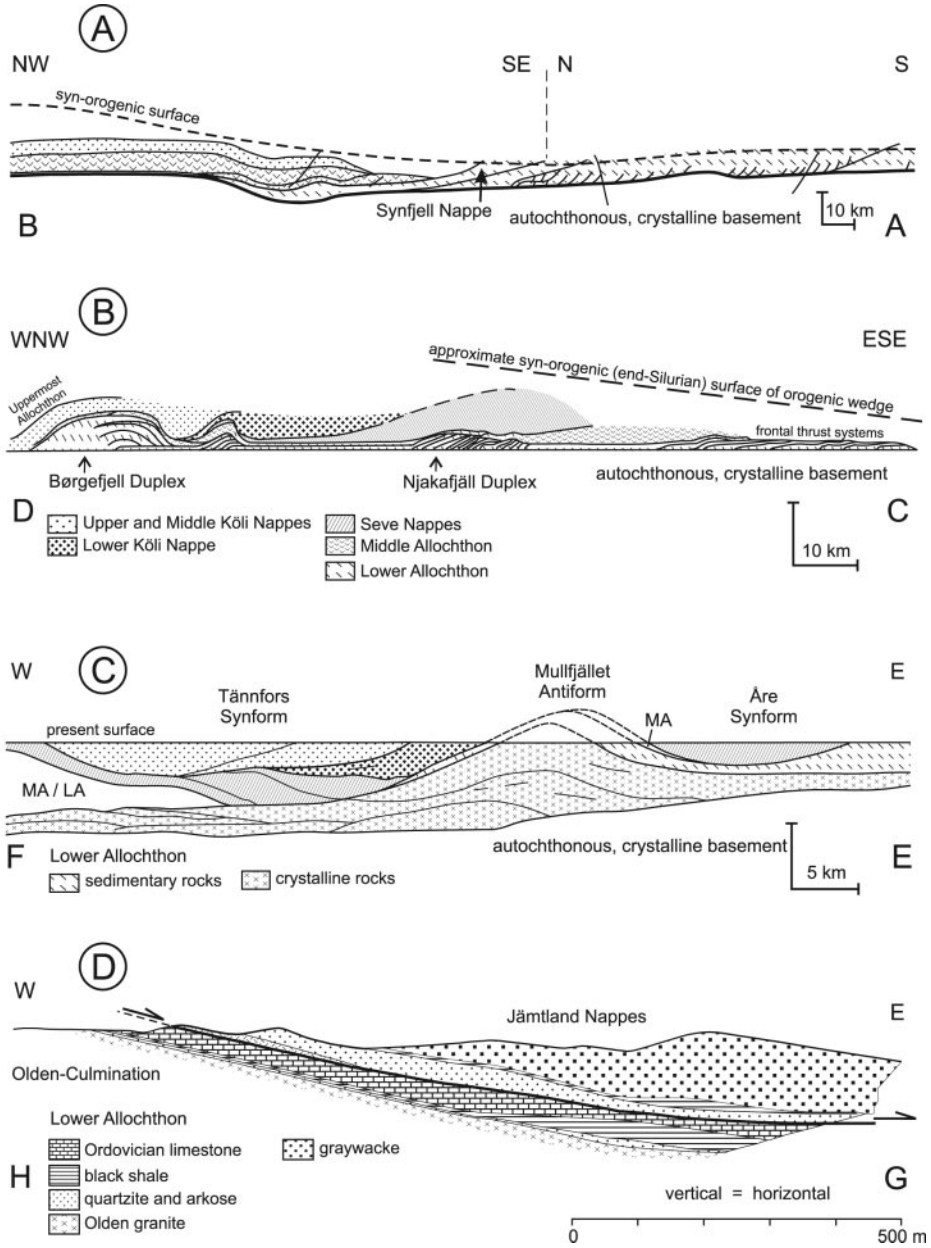 A
NW
SE
N
S
syn-orogenic surface
Synfjell Nappe
autochthonous, crystalline basement
10 km
B
A
B
WNW
ESE
approximate syn-orogenic (end-Silurian) surface of orogenic wedge
Uppermost
Allochthon
frontal thrust systems
Børgefjell Duplex
Njakafjäll Duplex
autochthonous, crystalline basement
D
C
Upper and Middle Köli Nappes
Lower Köli Nappe
Seve Nappes
Middle Allochthon
Lower Allochthon
10 km
C
W
E
Tännfors
Synform
Mullfjället
Antiform
Åre
Synform
present surface
MA
MA / LA
autochthonous, crystalline basement
F
E
Lower Allochthon
sedimentary rocks
crystalline rocks
5 km
D
W
E
Jämtland Nappes
Olden-Culmination
Lower Allochthon
Ordovician limestone
graywacke
black shale
quartzite and arkose
Olden granite
H
G
vertical = horizontal
0
500 m